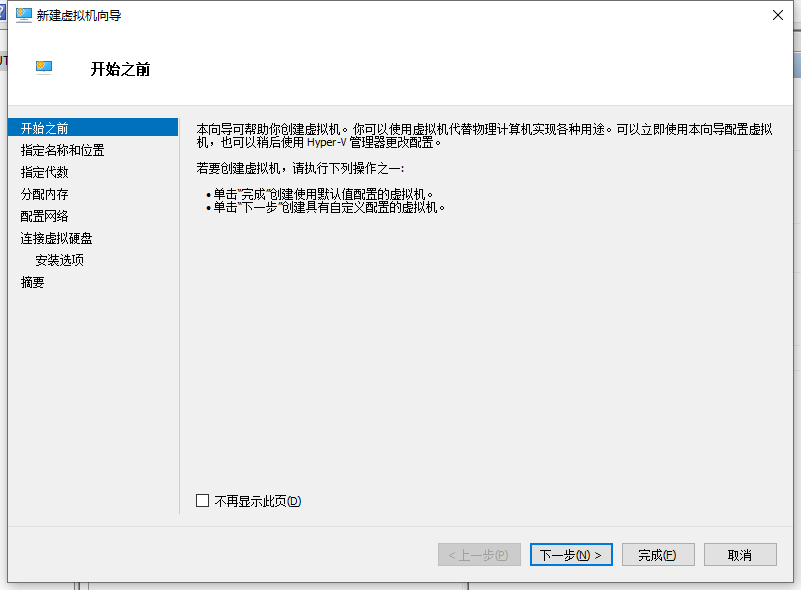 新建虚拟机向导
开始之前
开始之前
指定名称和位置
指定代数
分配内存
配置网络
连接虚拟硬盘
安装选项
摘要
本向导可帮助你创建虚拟机。你可以使用虚拟机代替物理计算机实现各种用途。可以立即使用本向导配置虚拟
机，也可以稍后使用 Hyper-V 管理器更改配置。
若要创建虚拟机，请执行下列操作之一:
•单击"完成"创建使用默认值配置的虚拟机。
•单击"下一步"创建具有自定义配置的虚拟机。
不再显示此页(D)
< 上一步(P)
下一步(N) >
完成(F)
取消